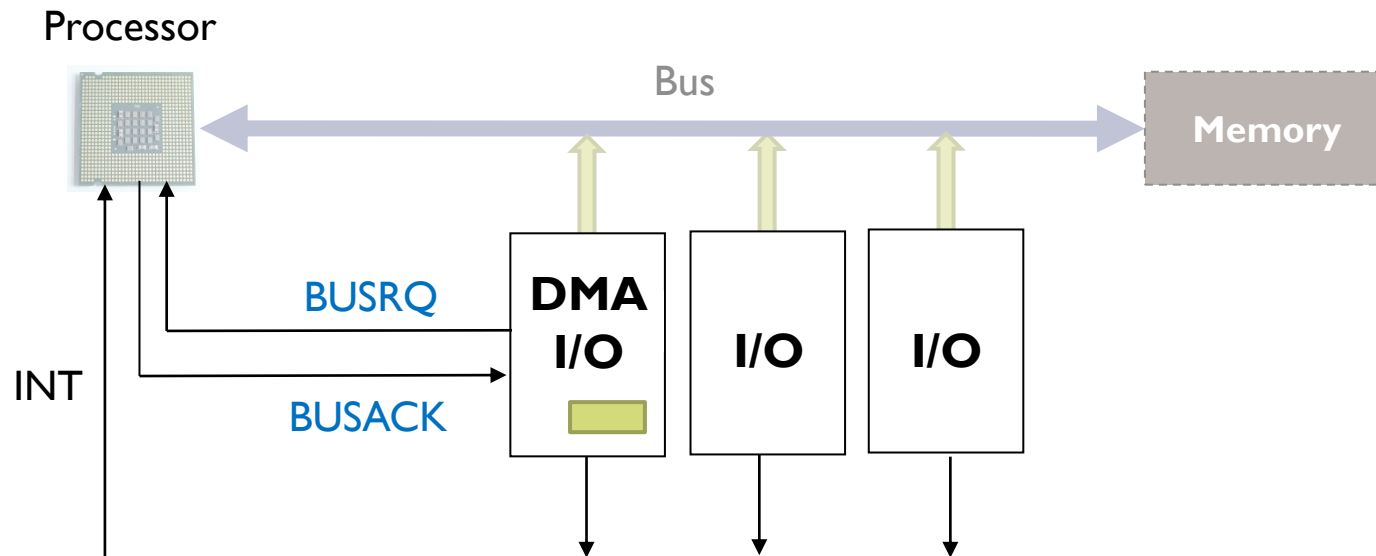 Processor
Bus
Memory
BUSRQ
DMA
I/O
I/O
I/O
INT
BUSACK